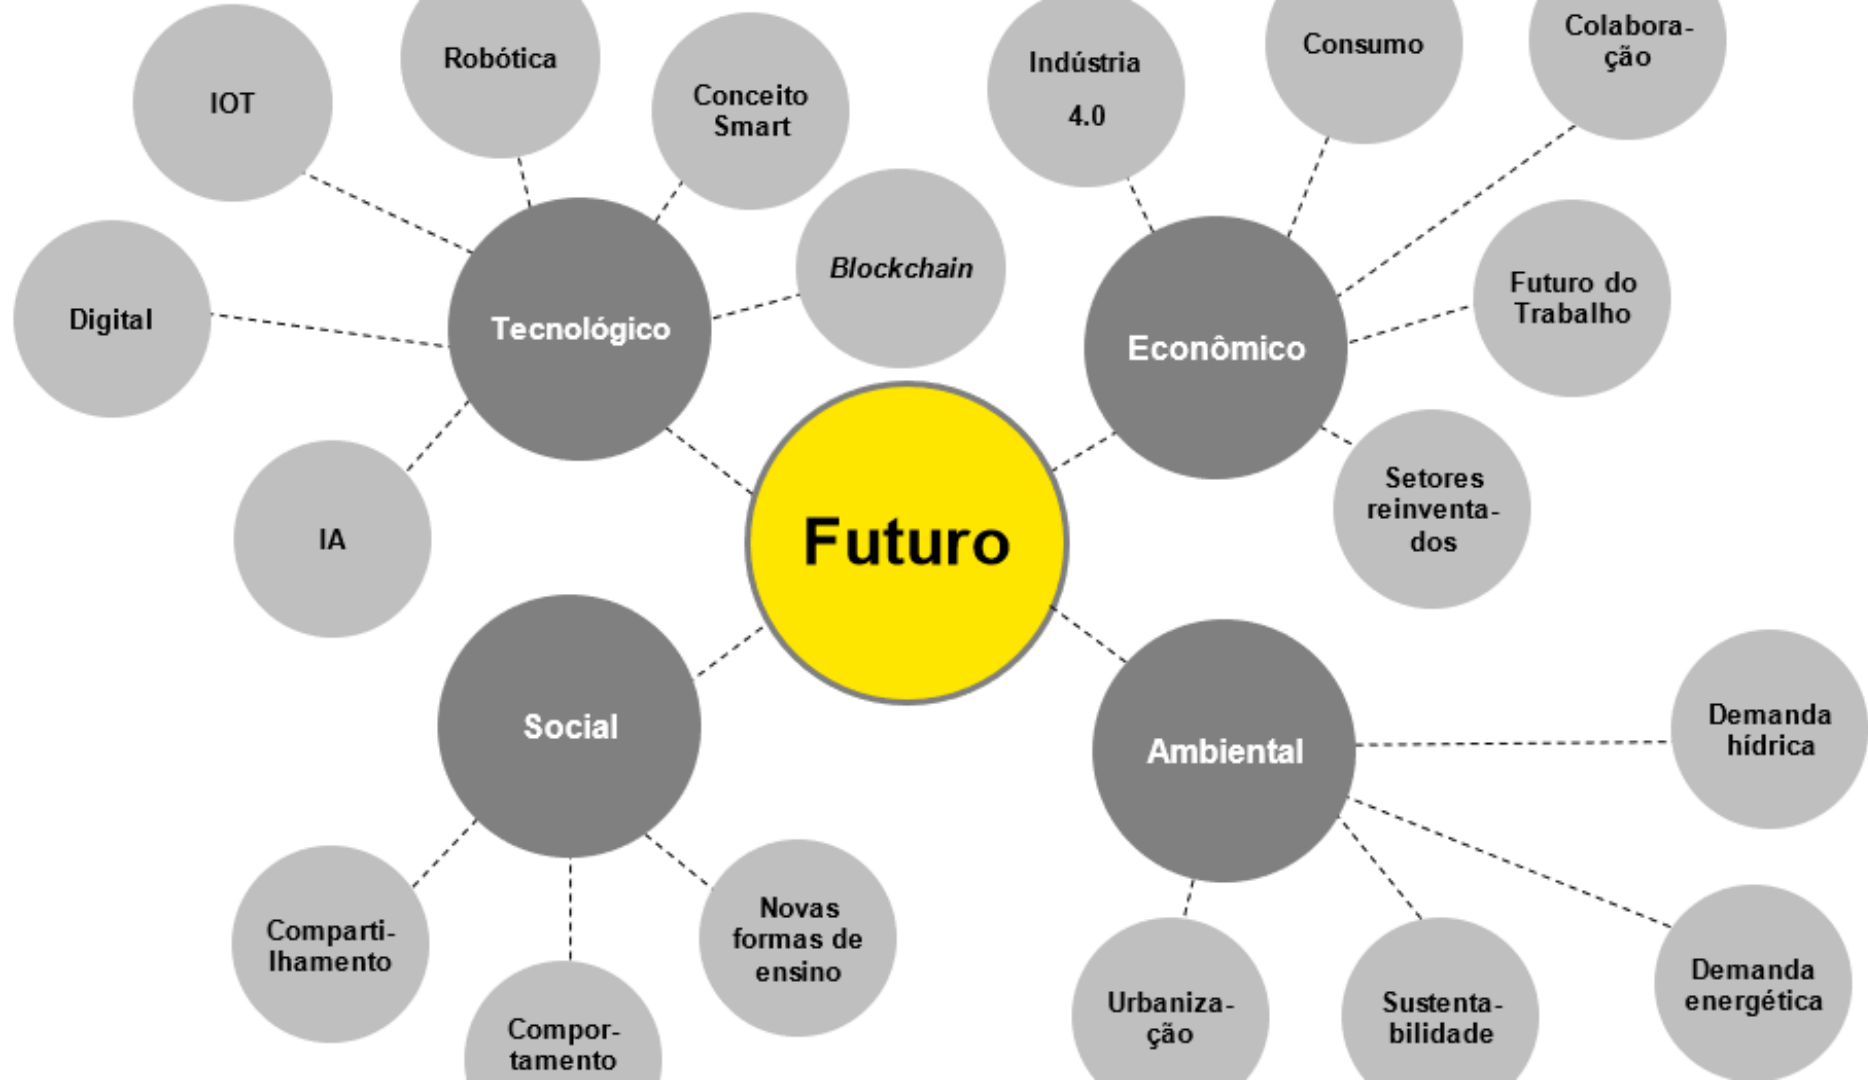 IOT
Robótica
Conceito
Smart
Blockchain
Digital
Tecnológico
IA
Indústria
4.0
Consumo
Colabora-
ção
Futuro do
Trabalho
Econômico
Setores
reinventa-
dos
Futuro
Social
Comparti-
lhamento
Compor-
tamento
Novas
formas de
ensino
Ambiental
Demanda
hídrica
Demanda
energética
Sustenta-
bilidade
Urbaniza-
ção